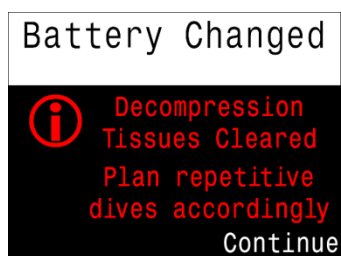 Battery Changed
Decompression
Tissues Cleared
Plan repetitive
dives accordingly
Continue